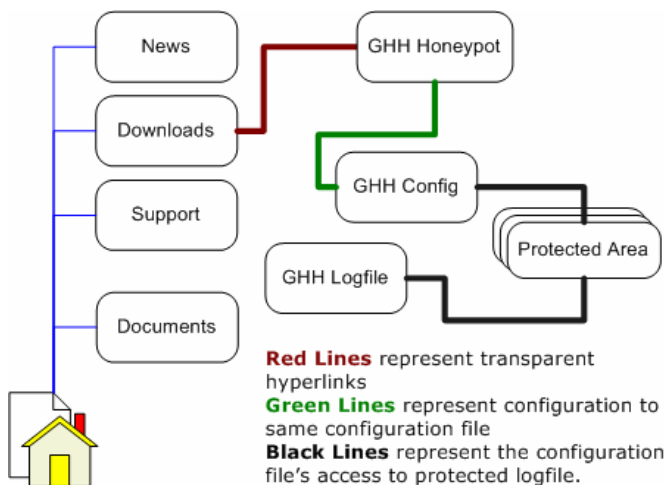 News
GHH Honeypot
Downloads
GHH Config
Support
Protected Area
GHH Logfile
Documents
Red Lines represent transparent
hyperlinks
Green Lines represent configuration to
same configuration file
Black Lines represent the configuration
file's access to protected logfile.